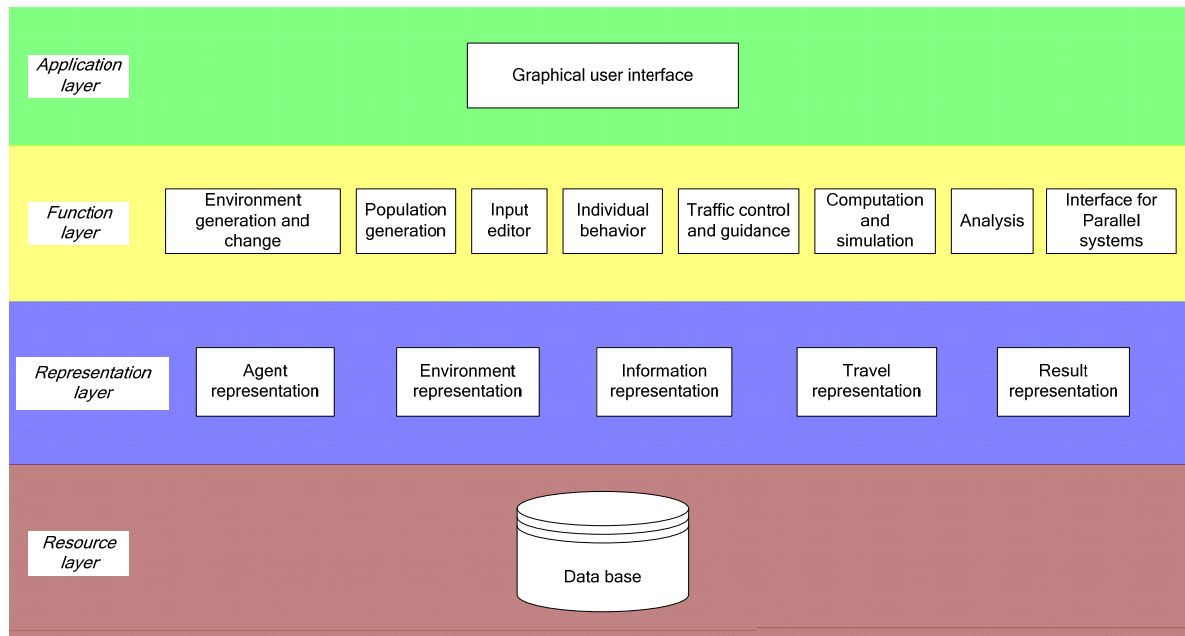 Application
layer
Graphical user interface
Function
layer
Environment
generation and
change
Population
generation
Input
editor
Individual
behavior
Traffic control
and guidance
Computation
and
simulation
Analysis
Interface for
Parallel
systems
Representation
layer
Agent
representation
Environment
representation
Information
representation
Travel
representation
Result
representation
Resource
layer
Data base